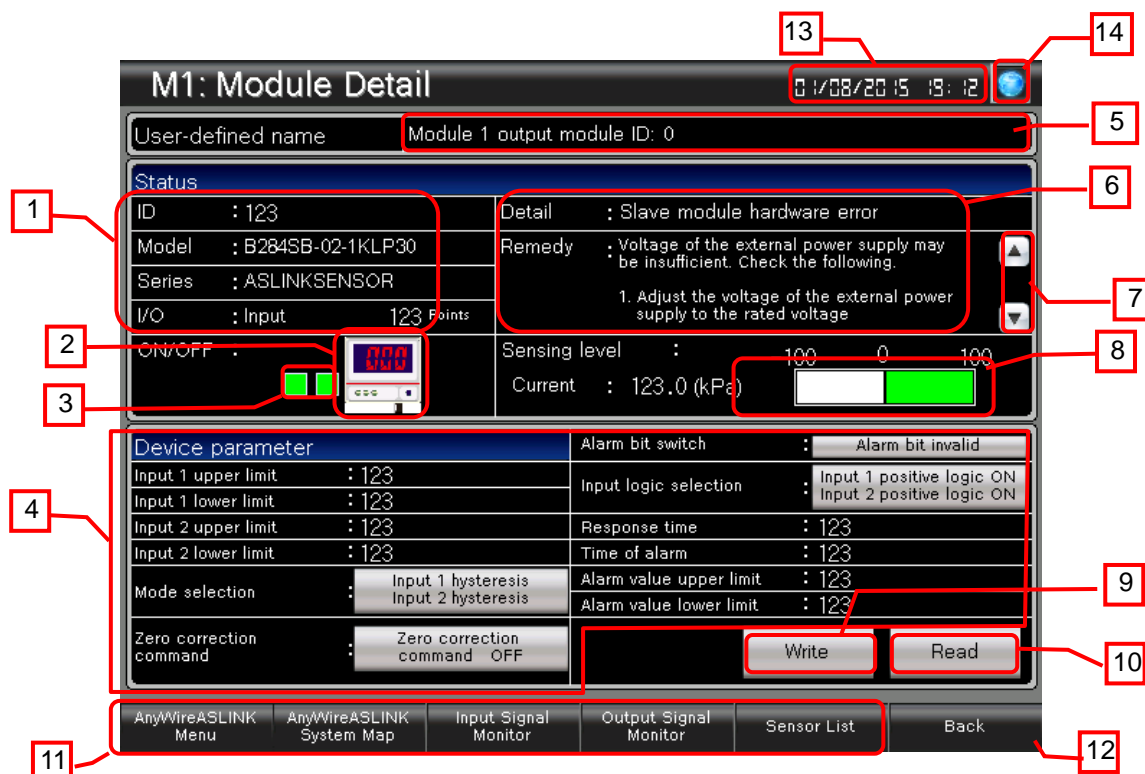 13
14
M1: Module Detail
01/08/2015 19:12
User-defined name
Module 1 output module ID: 0
5
Status
6
1
ID : 123
Detail : Slave module hardware error
Model : B284SB-02-1KLP30
Remedy : Voltage of the external power supply may
be insufficient. Check the following.
Series : ASLINKSENSOR
1. Adjust the voltage of the external power
supply to the rated voltage
7
I/O : Input 123 Points
2
ON/OFF :
000
Sensing level :
100 0 100
8
3
Current : 123.0 (kPa)
Device parameter
Alarm bit switch : Alarm bit invalid
Input 1 upper limit : 123
Input logic selection : Input 1 positive logic ON
Input 2 positive logic ON
4
Input 1 lower limit : 123
Input 2 upper limit : 123
Response time : 123
Input 2 lower limit : 123
Time of alarm : 123
Mode selection : Input 1 hysteresis
Input 2 hysteresis
Alarm value upper limit : 123
Alarm value lower limit : 123
9
Zero correction
command : Zero correction
command OFF
Write
Read
10
AnyWireASLINK
Menu
AnyWireASLINK
System Map
Input Signal
Monitor
Output Signal
Monitor
Sensor List
Back
11
12